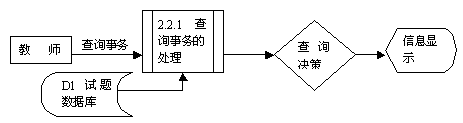 教 师
查询事务
2.2.1 查
询事务的
处理
查 询
决策
信息显
示
D1 试 题
数据库